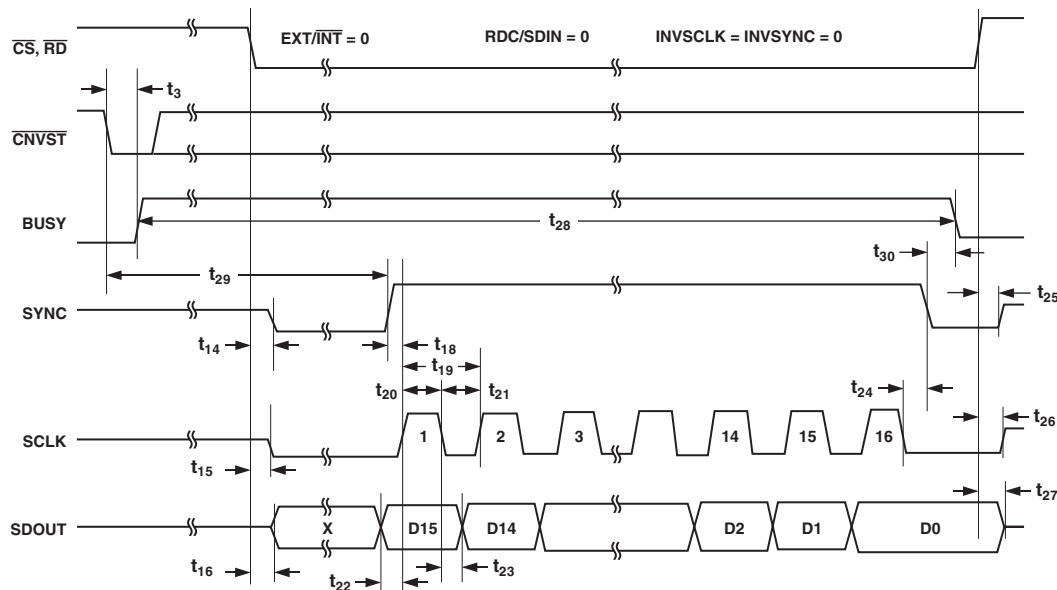 EXT/INT = 0 RDC/SDIN = 0 INVSCLK = INVSYNC = 0
CS, RD
t3
CNVST
BUSY
t28
t30
t29
t25
SYNC
t14
t18
t19
t20
t21
t24
t26
SCLK
1 2 3 14 15 16
t15
t27
SDOUT
X D15 D14 D2 D1 D0
t16
t22
t23